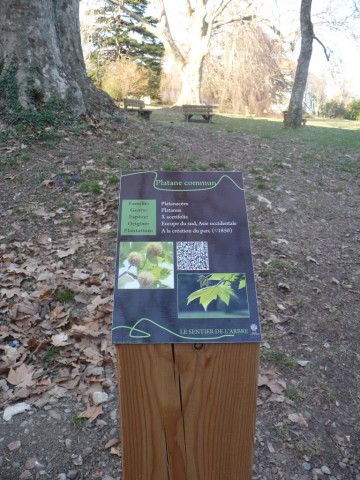 Platane commun
Famille: Platanacées
Genre: Platanus
Espèce: X acerifolia
Origine: Europe du sud, Asie occidentale
Plantation: A la création du parc (~1850)
LE SENTIER DE L'ARBRE